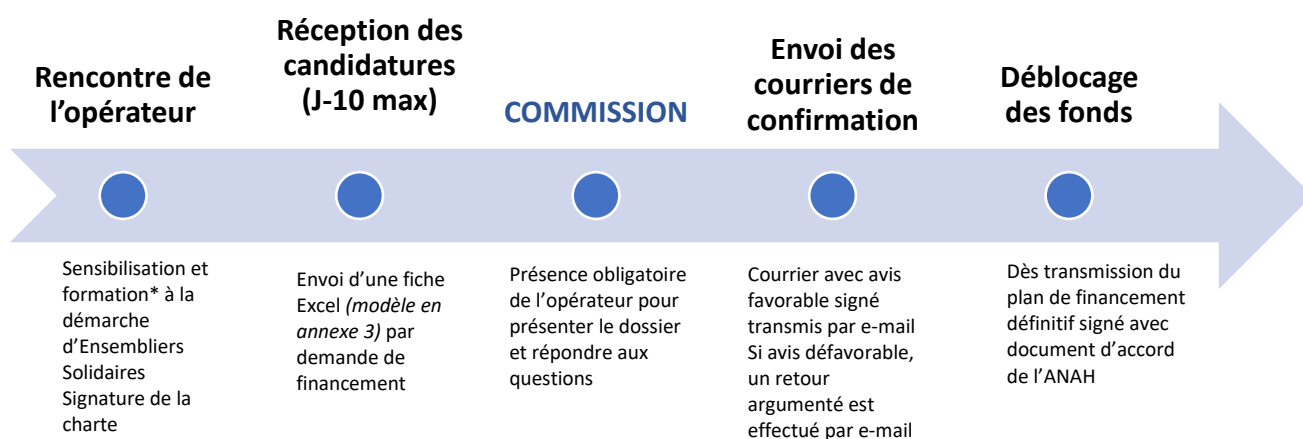 Rencontre de
l’opérateur
Réception des
candidatures
(J-10 max)
COMMISSION
Envoi des
courriers de
confirmation
Déblocage
des fonds
Sensibilisation et
formation* à la
démarche
d’Ensembliers
Solidaires
Signature de la
charte
Envoi d’une fiche
Excel (modèle en
annexe 3) par
demande de
financement
Présence obligatoire
de l’opérateur pour
présenter le dossier
et répondre aux
questions
Courrier avec avis
favorable signé
transmis par e-mail
Si avis défavorable,
un retour
argumenté est
effectué par e-mail
Dès transmission du
plan de financement
définitif signé avec
document d’accord
de l’ANAH